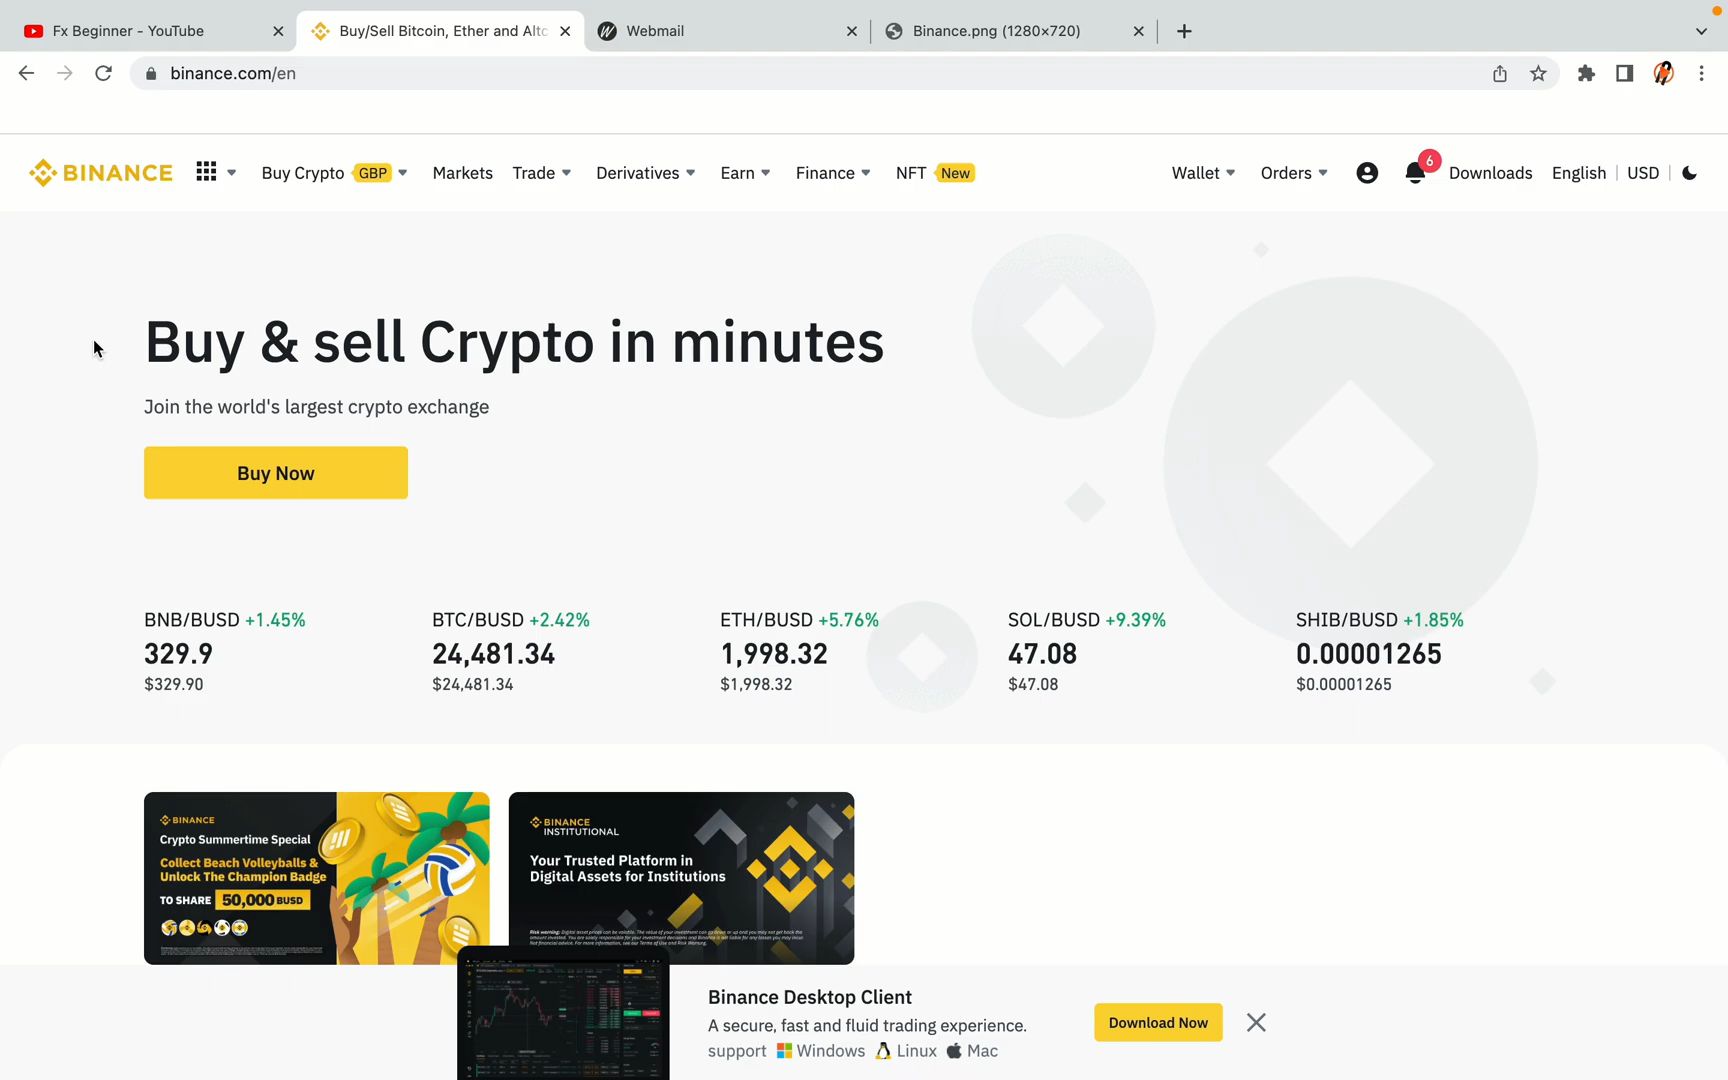 Fx Beginner - YouTube
Buy/Sell Bitcoin, Ether and Altc
Webmail
Binance.png (1280×720)
binance.com/en
BINANCE
Buy Crypto GBP
Markets
Trade
Derivatives
Earn
Finance
NFT New
Wallet
Orders
6
Downloads
English
USD
Buy & sell Crypto in minutes
Join the world's largest crypto exchange
Buy Now
BNB/BUSD +1.45%
329.9
$329.90
BTC/BUSD +2.42%
24,481.34
$24,481.34
ETH/BUSD +5.76%
1,998.32
$1,998.32
SOL/BUSD +9.39%
47.08
$47.08
SHIB/BUSD +1.85%
0.00001265
$0.00001265
BINANCE
Crypto Summertime Special
Collect Beach Volleyballs &
Unlock The Champion Badge
TO SHARE 50,000 BUSD
BINANCE
INSTITUTIONAL
Your Trusted Platform in
Digital Assets for Institutions
Binance Desktop Client
A secure, fast and fluid trading experience.
support Windows Linux Mac
Download Now